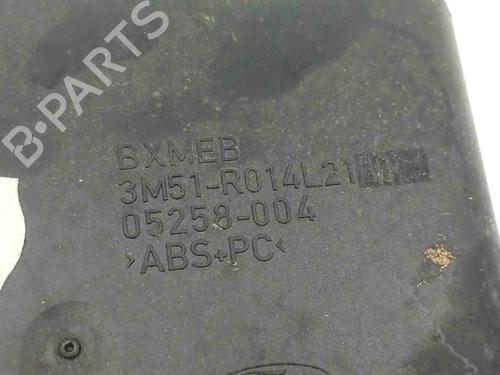 B-PARTS
BXMEB
3M51-R014L21
05258-004
>ABS+PC<